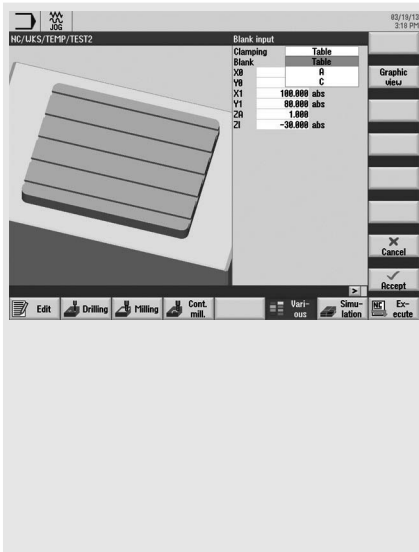 JOG
03/19/13
3:18 PM
NC/WKS/TEMP/TEST2
Blank input
Clamping Table
Blank Table
X0 A
Y0 C
X1 100.000 abs
Y1 80.000 abs
ZA 1.000
ZI -30.000 abs
Graphic
view
Cancel
Accept
>
Edit
Drilling
Milling
Cont.
mill.
Vari-
ous
Simu-
lation
NC Ex-
ecute